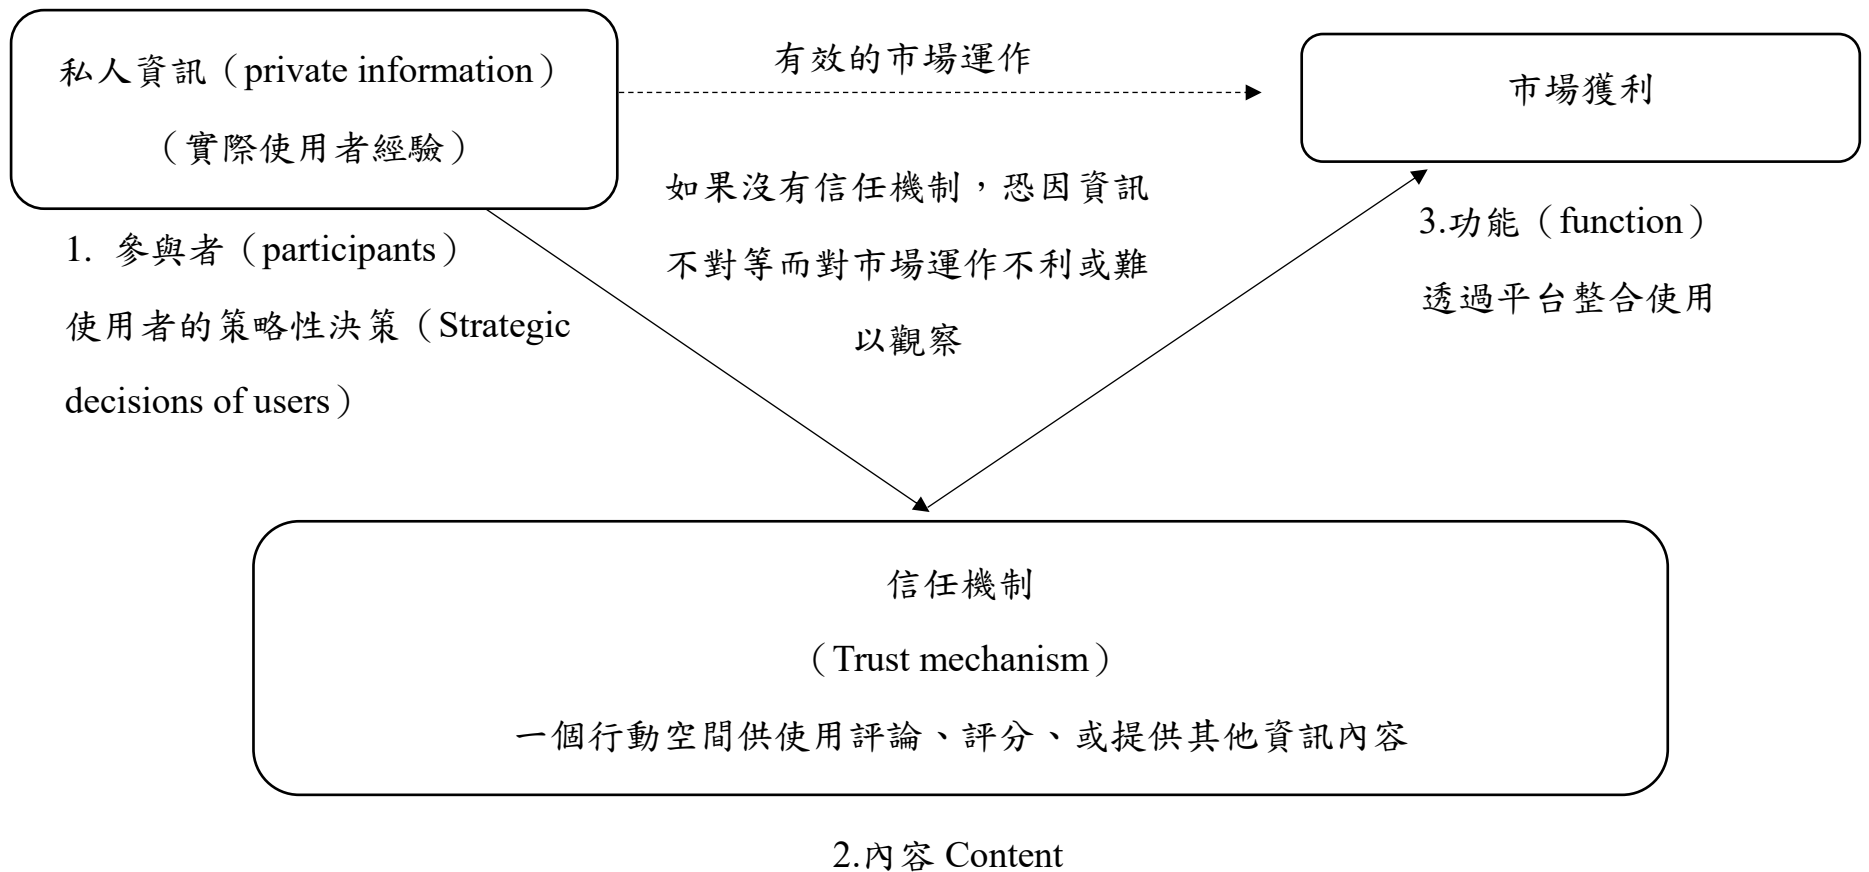 私人資訊（private information）
（實際使用者經驗）
有效的市場運作
市場獲利
如果沒有信任機制，恐因資訊
不對等而對市場運作不利或難
以觀察
1. 參與者（participants）
使用者的策略性決策（Strategic
decisions of users）
3.功能（function）
透過平台整合使用
信任機制
（Trust mechanism）
一個行動空間供使用評論、評分、或提供其他資訊內容
2.內容 Content